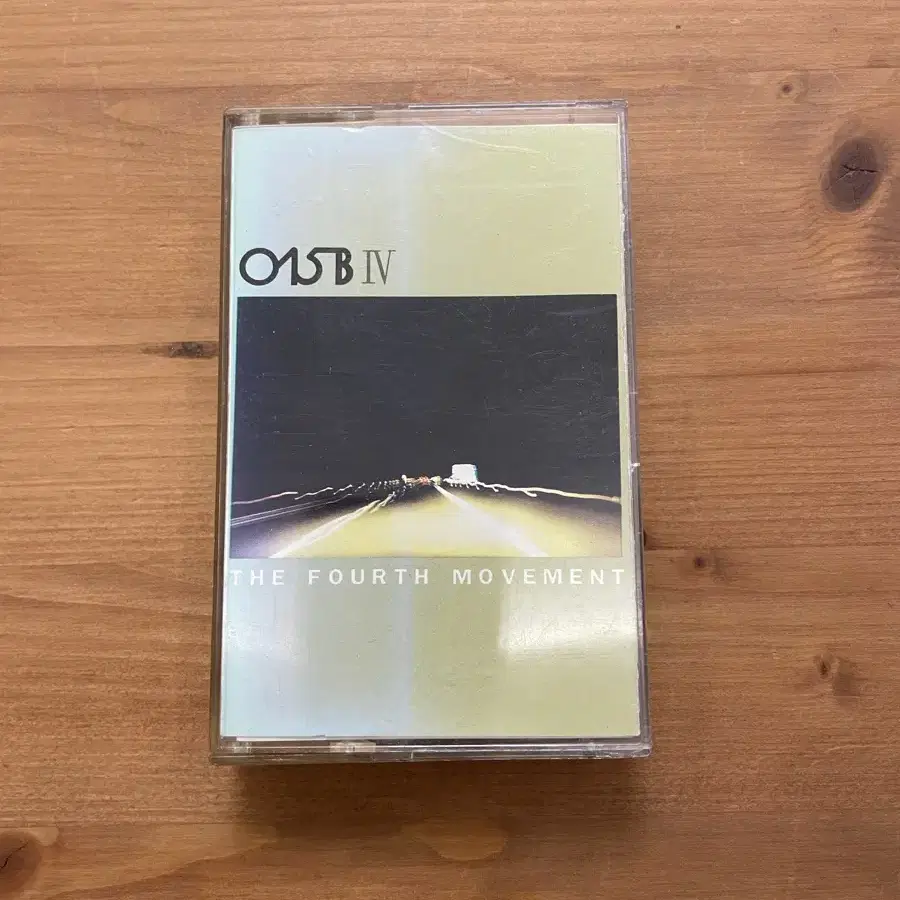 015B IV
THE FOURTH MOVEMENT